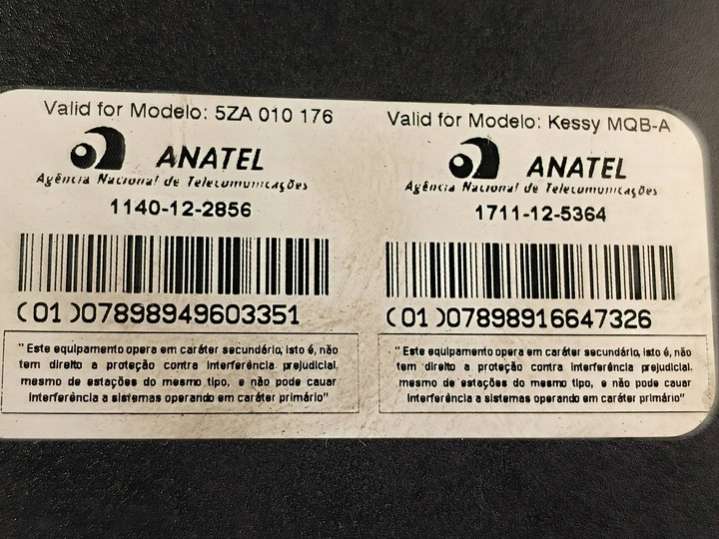 Valid for Modelo: 5ZA 010 176
ANATEL
Agência Nacional de Telecomunicações
1140-12-2856
(01)07898949603351
"Este equipamento opera em caráter secundário, isto é, não
tem direito a proteção contra interferência prejudicial,
mesmo de estações do mesmo tipo, e não pode cauar
interferência a sistemas operando em caráter primário"
Valid for Modelo: Kessy MQB-A
ANATEL
Agência Nacional de Telecomunicações
1711-12-5364
(01)07898916647326
"Este equipamento opera em caráter secundário, isto é, não
tem direito a proteção contra interferência prejudicial,
mesmo de estações do mesmo tipo, e não pode cauar
interferência a sistemas operando em caráter primário"